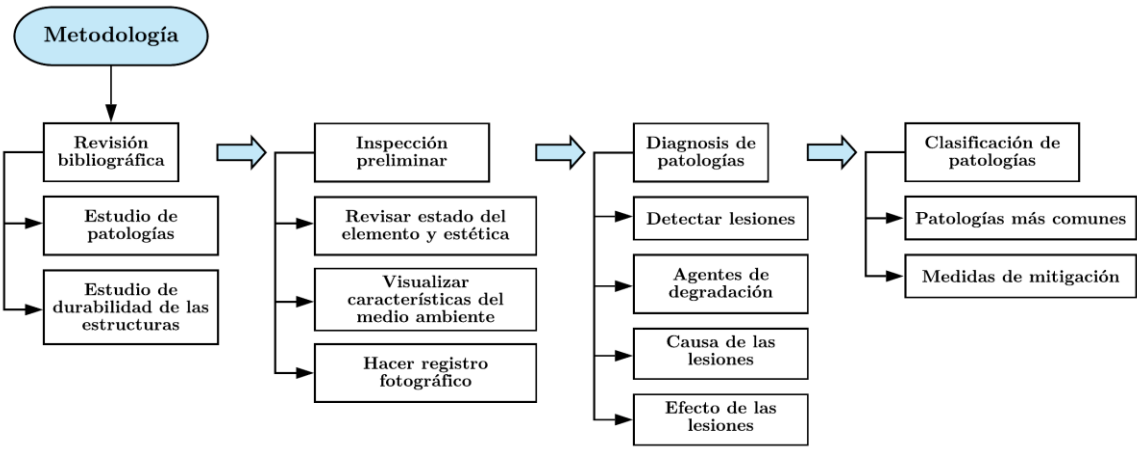 Metodología
Revisión
bibliográfica
Estudio de
patologías
Estudio de
durabilidad de las
estructuras
Inspección
preliminar
Revisar estado del
elemento y estética
Visualizar
características del
medio ambiente
Hacer registro
fotográfico
Diagnosis de
patologías
Detectar lesiones
Agentes de
degradación
Causa de las
lesiones
Efecto de las
lesiones
Clasificación de
patologías
Patologías más comunes
Medidas de mitigación